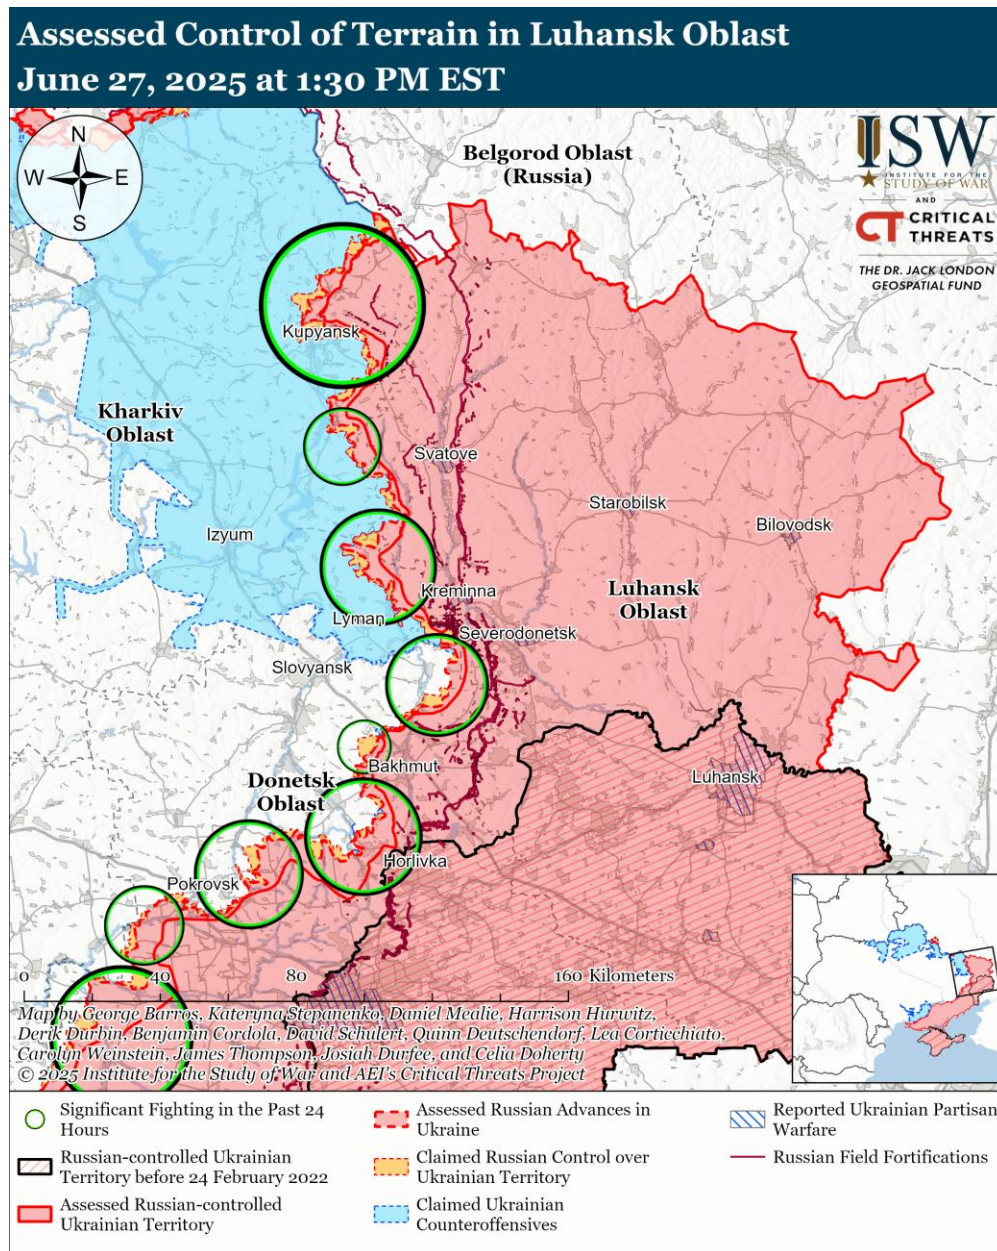 Assessed Control of Terrain in Luhansk Oblast
June 27, 2025 at 1:30 PM EST
N
W E
S
Belgorod Oblast
(Russia)
ISW
INSTITUTE FOR THE
STUDY OF WAR
AND
CT CRITICAL
THREATS
THE DR. JACK LONDON
GEOSPATIAL FUND
Kupyansk
Kharkiv
Oblast
Svatove
Starobilsk
Bilovodsk
Izyum
Kreminna
Luhansk
Oblast
Lyman
Severodonetsk
Slovyansk
Bakhmut
Luhansk
Donetsk
Oblast
Horlivka
Pokrovsk
0 40 80 160 Kilometers
Map by George Barros, Kateryna Stepanenko, Daniel Mealie, Harrison Hurwitz,
Derik Durbin, Benjamin Cordola, David Schulert, Quinn Deutschendorf, Lea Corticchiato,
Carolyn Weinstein, James Thompson, Josiah Durfee, and Celia Doherty
© 2025 Institute for the Study of War and AEI's Critical Threats Project
Significant Fighting in the Past 24
Hours
Russian-controlled Ukrainian
Territory before 24 February 2022
Assessed Russian-controlled
Ukrainian Territory
Assessed Russian Advances in
Ukraine
Claimed Russian Control over
Ukrainian Territory
Claimed Ukrainian
Counteroffensives
Reported Ukrainian Partisan
Warfare
Russian Field Fortifications